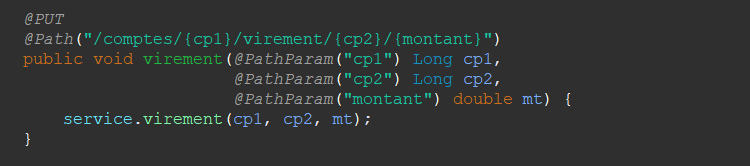 @PUT
@Path("/comptes/{cp1}/virement/{cp2}/{montant}")
public void virement(@PathParam("cp1") Long cp1,
@PathParam("cp2") Long cp2,
@PathParam("montant") double mt) {
service.virement(cp1, cp2, mt);
}